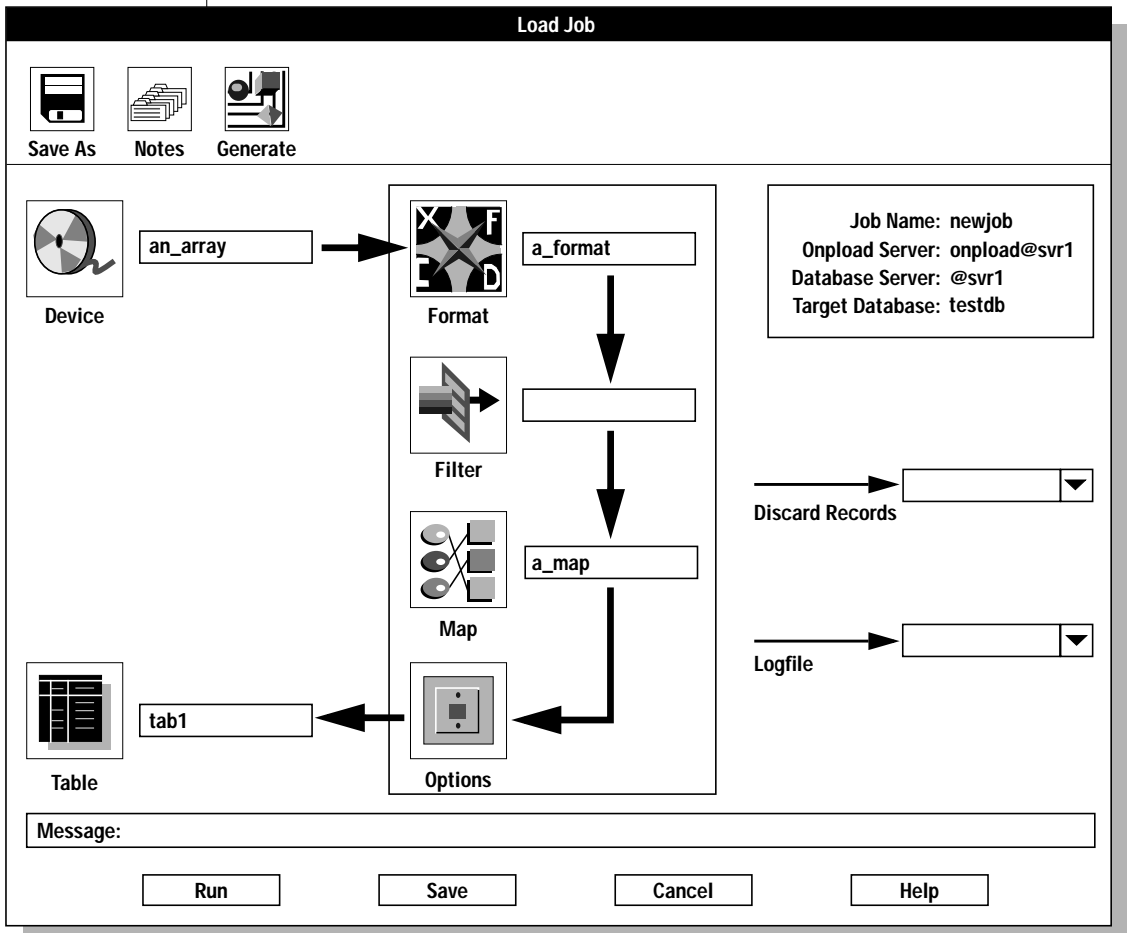 Load Job
Save As
Notes
Generate
an_array
Device
X F
E D
Format
a_format
Job Name: newjob
Onpload Server: onpload@svr1
Database Server: @svr1
Target Database: testdb
Filter
Discard Records
a_map
Map
Logfile
tab1
Table
Options
Message:
Run
Save
Cancel
Help